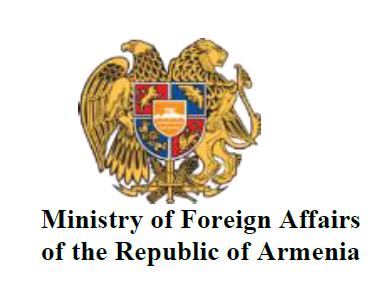 Ministry of Foreign Affairs
of the Republic of Armenia